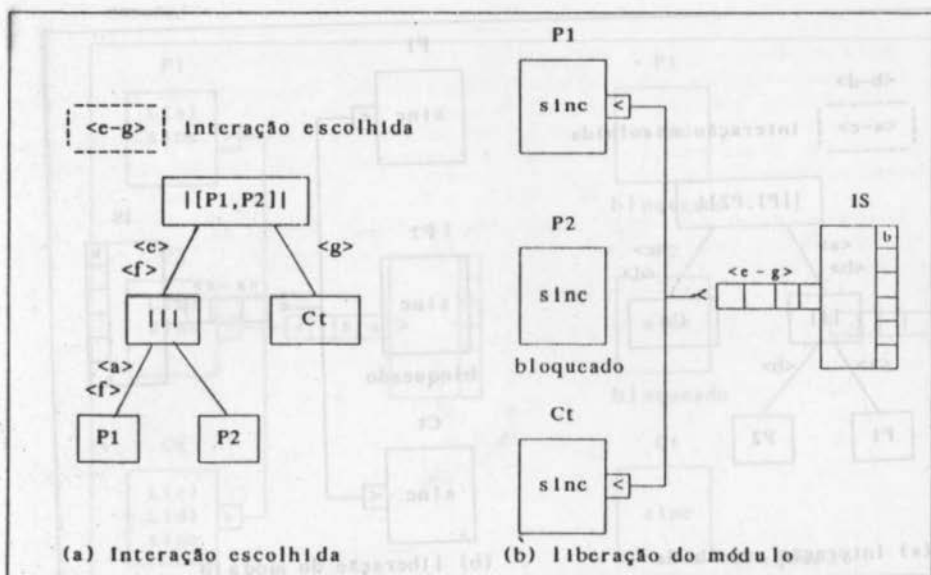 <e-g> Interação escolhida
|[P1,P2]|
<e>
<f>
<g>
|||
Ct
<a>
<f>
P1
P2
(a) Interação escolhida
P1
sinc
<
P2
sinc
bloqueado
Ct
sinc
<
<e - g>
IS
b
(b) liberação do módulo